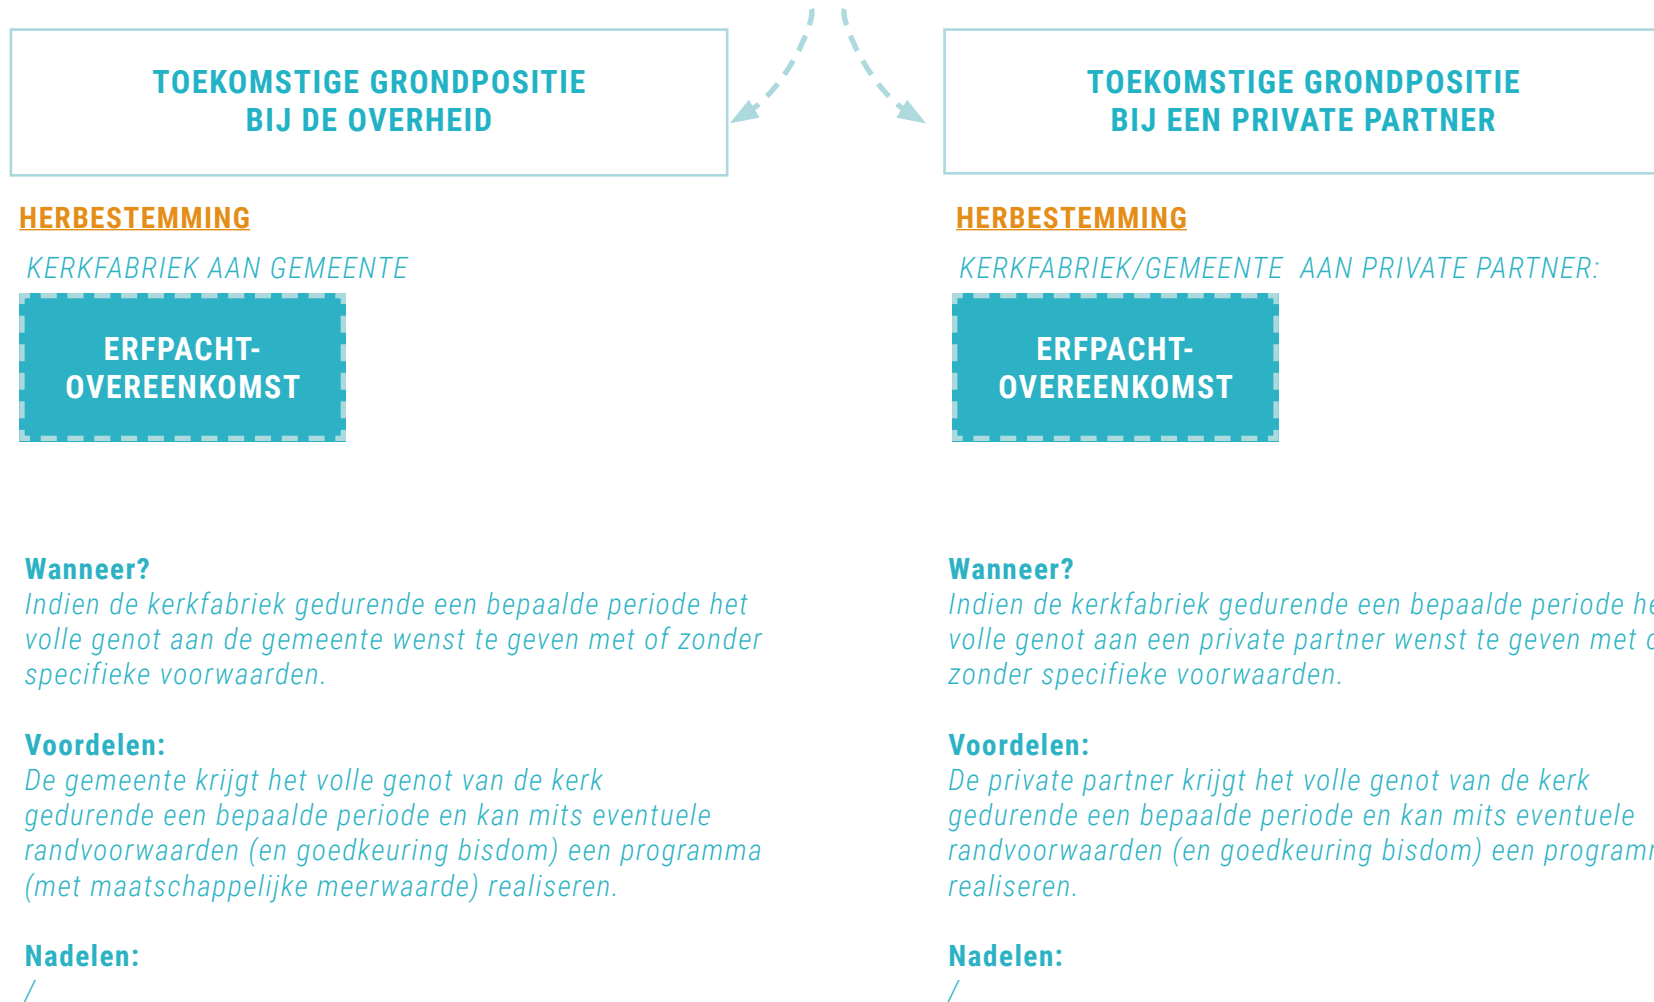 TOEKOMSTIGE GRONDPOSITIE
BIJ DE OVERHEID
HERBESTEMMING
KERKFABRIEK AAN GEMEENTE
ERFPACHT-
OVEREENKOMST
Wanneer?
Indien de kerkfabriek gedurende een bepaalde periode het
volle genot aan de gemeente wenst te geven met of zonder
specifieke voorwaarden.
Voordelen:
De gemeente krijgt het volle genot van de kerk
gedurende een bepaalde periode en kan mits eventuele
randvoorwaarden (en goedkeuring bisdom) een programma
(met maatschappelijke meerwaarde) realiseren.
Nadelen:
/
TOEKOMSTIGE GRONDPOSITIE
BIJ EEN PRIVATE PARTNER
HERBESTEMMING
KERKFABRIEK/GEMEENTE AAN PRIVATE PARTNER:
ERFPACHT-
OVEREENKOMST
Wanneer?
Indien de kerkfabriek gedurende een bepaalde periode
volle genot aan een private partner wenst te geven met
zonder specifieke voorwaarden.
Voordelen:
De private partner krijgt het volle genot van de kerk
gedurende een bepaalde periode en kan mits eventuele
randvoorwaarden (en goedkeuring bisdom) een
realiseren.
Nadelen:
/